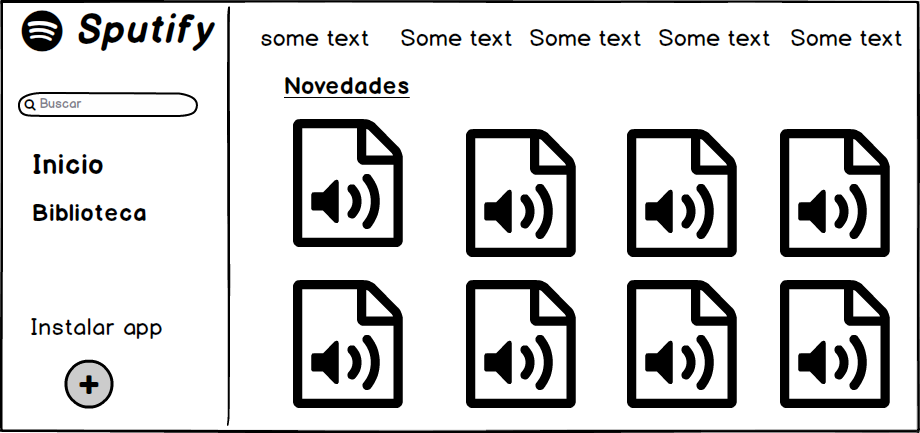 Sputify
Buscar
Inicio
Biblioteca
Instalar app
some text Some text Some text Some text Some text
Novedades